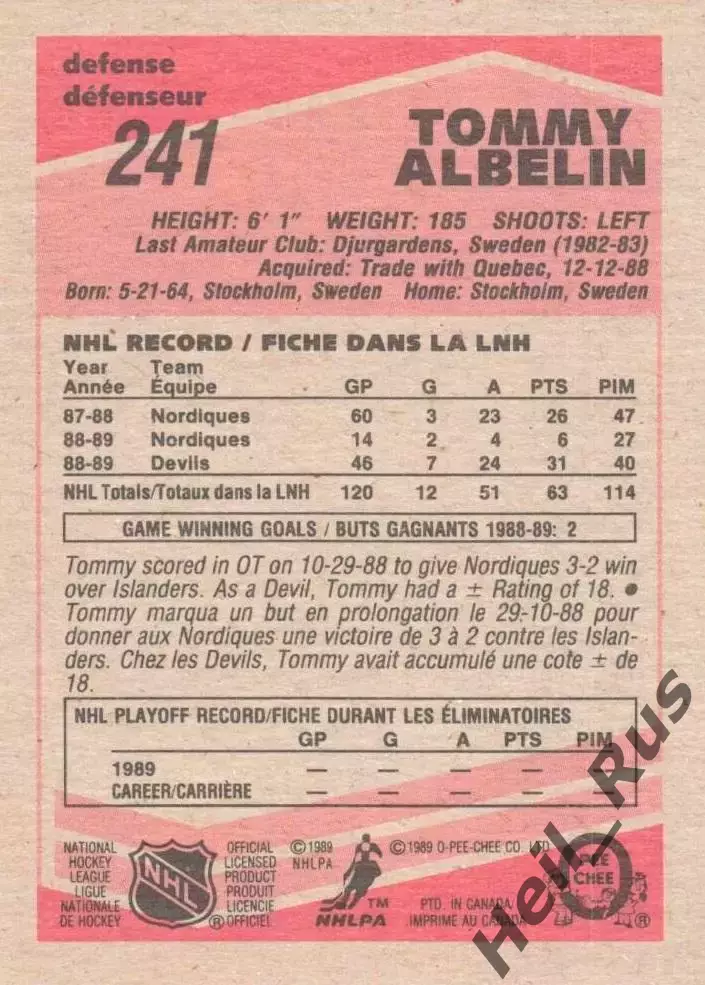 defense
défenseur
241
TOMMY
ALBELIN
HEIGHT: 6' 1" WEIGHT: 185 SHOOTS: LEFT
Last Amateur Club: Djurgardens, Sweden (1982-83)
Acquired: Trade with Quebec, 12-12-88
Born: 5-21-64, Stockholm, Sweden Home: Stockholm, Sweden
NHL RECORD / FICHE DANS LA LNH
Year Team
Année Équipe GP G A PTS PIM
87-88 Nordiques 60 3 23 26 47
88-89 Nordiques 14 2 4 6 27
88-89 Devils 46 7 24 31 40
NHL Totals/Totaux dans la LNH 120 12 51 63 114
GAME WINNING GOALS / BUTS GAGNANTS 1988-89: 2
Tommy scored in OT on 10-29-88 to give Nordiques 3-2 win
over Islanders. As a Devil, Tommy had a ± Rating of 18. •
Tommy marqua un but en prolongation le 29-10-88 pour
donner aux Nordiques une victoire de 3 à 2 contre les Islan-
ders. Chez les Devils, Tommy avait accumulé une cote ± de
18.
NHL PLAYOFF RECORD/FICHE DURANT LES ÉLIMINATOIRES
GP G A PTS PIM
1989 — — — — —
CAREER/CARRIÈRE — — — — —
NATIONAL
HOCKEY
LEAGUE
LIGUE
NATIONALE
DE HOCKEY
NHL
OFFICIAL
LICENSED
PRODUCT
PRODUIT
LICENCIE
® OFFICIEL
© 1989
NHLPA
TM
NHLPA
© 1989 O-PEE-CHEE CO. LTD
PTD. IN CANADA/
IMPRIME AU CANADA
O
PEE
CHEE
®
Heil_Rus